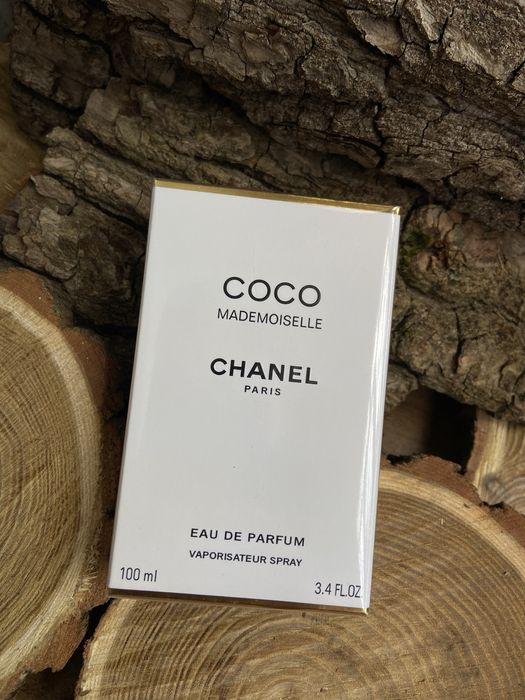 COCO
MADEMOISELLE
CHANEL
PARIS
EAU DE PARFUM
VAPORISATEUR SPRAY
100 ml
3.4 FL.OZ.